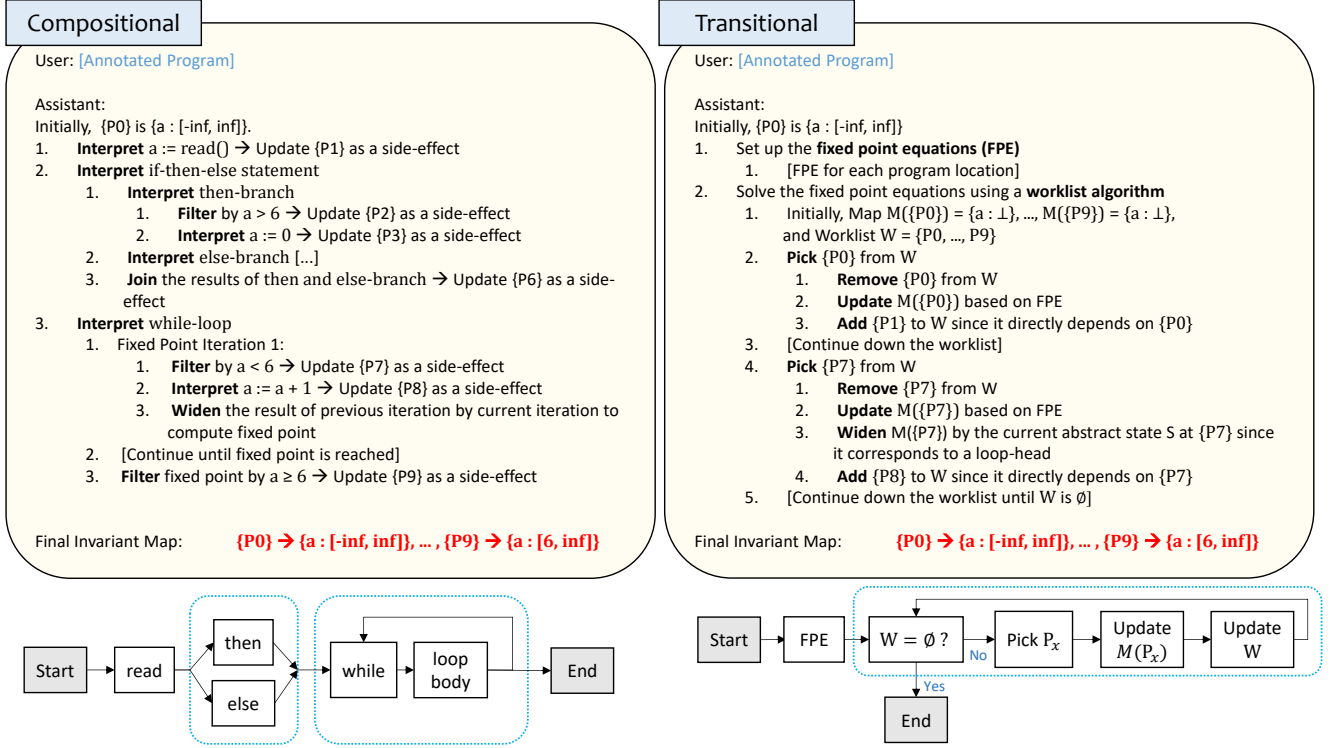 Compositional
User: [Annotated Program]
Assistant:
Initially, {P0} is {a : [-inf, inf]}.
1. Interpret a := read() → Update {P1} as a side-effect
2. Interpret if-then-else statement
1. Interpret then-branch
1. Filter by a > 6 → Update {P2} as a side-effect
2. Interpret a := 0 → Update {P3} as a side-effect
2. Interpret else-branch [...]
3. Join the results of then and else-branch → Update {P6} as a side-
effect
3. Interpret while-loop
1. Fixed Point Iteration 1:
1. Filter by a < 6 → Update {P7} as a side-effect
2. Interpret a := a + 1 → Update {P8} as a side-effect
3. Widen the result of previous iteration by current iteration to
compute fixed point
2. [Continue until fixed point is reached]
3. Filter fixed point by a ≥ 6 → Update {P9} as a side-effect
Final Invariant Map: {P0} → {a : [-inf, inf]}, ... , {P9} → {a : [6, inf]}
Start
read
then
else
while
loop
body
End
Transitional
User: [Annotated Program]
Assistant:
Initially, {P0} is {a : [-inf, inf]}
1. Set up the fixed point equations (FPE)
1. [FPE for each program location]
2. Solve the fixed point equations using a worklist algorithm
1. Initially, Map M({P0}) = {a : ⊥}, ..., M({P9}) = {a : ⊥},
and Worklist W = {P0, ..., P9}
2. Pick {P0} from W
1. Remove {P0} from W
2. Update M({P0}) based on FPE
3. Add {P1} to W since it directly depends on {P0}
3. [Continue down the worklist]
4. Pick {P7} from W
1. Remove {P7} from W
2. Update M({P7}) based on FPE
3. Widen M({P7}) by the current abstract state S at {P7} since
it corresponds to a loop-head
4. Add {P8} to W since it directly depends on {P7}
5. [Continue down the worklist until W is ∅]
Final Invariant Map: {P0} → {a : [-inf, inf]}, ... , {P9} → {a : [6, inf]}
Start
FPE
W = ∅ ?
No
Pick Pₓ
Update
M(Pₓ)
Update
W
Yes
End